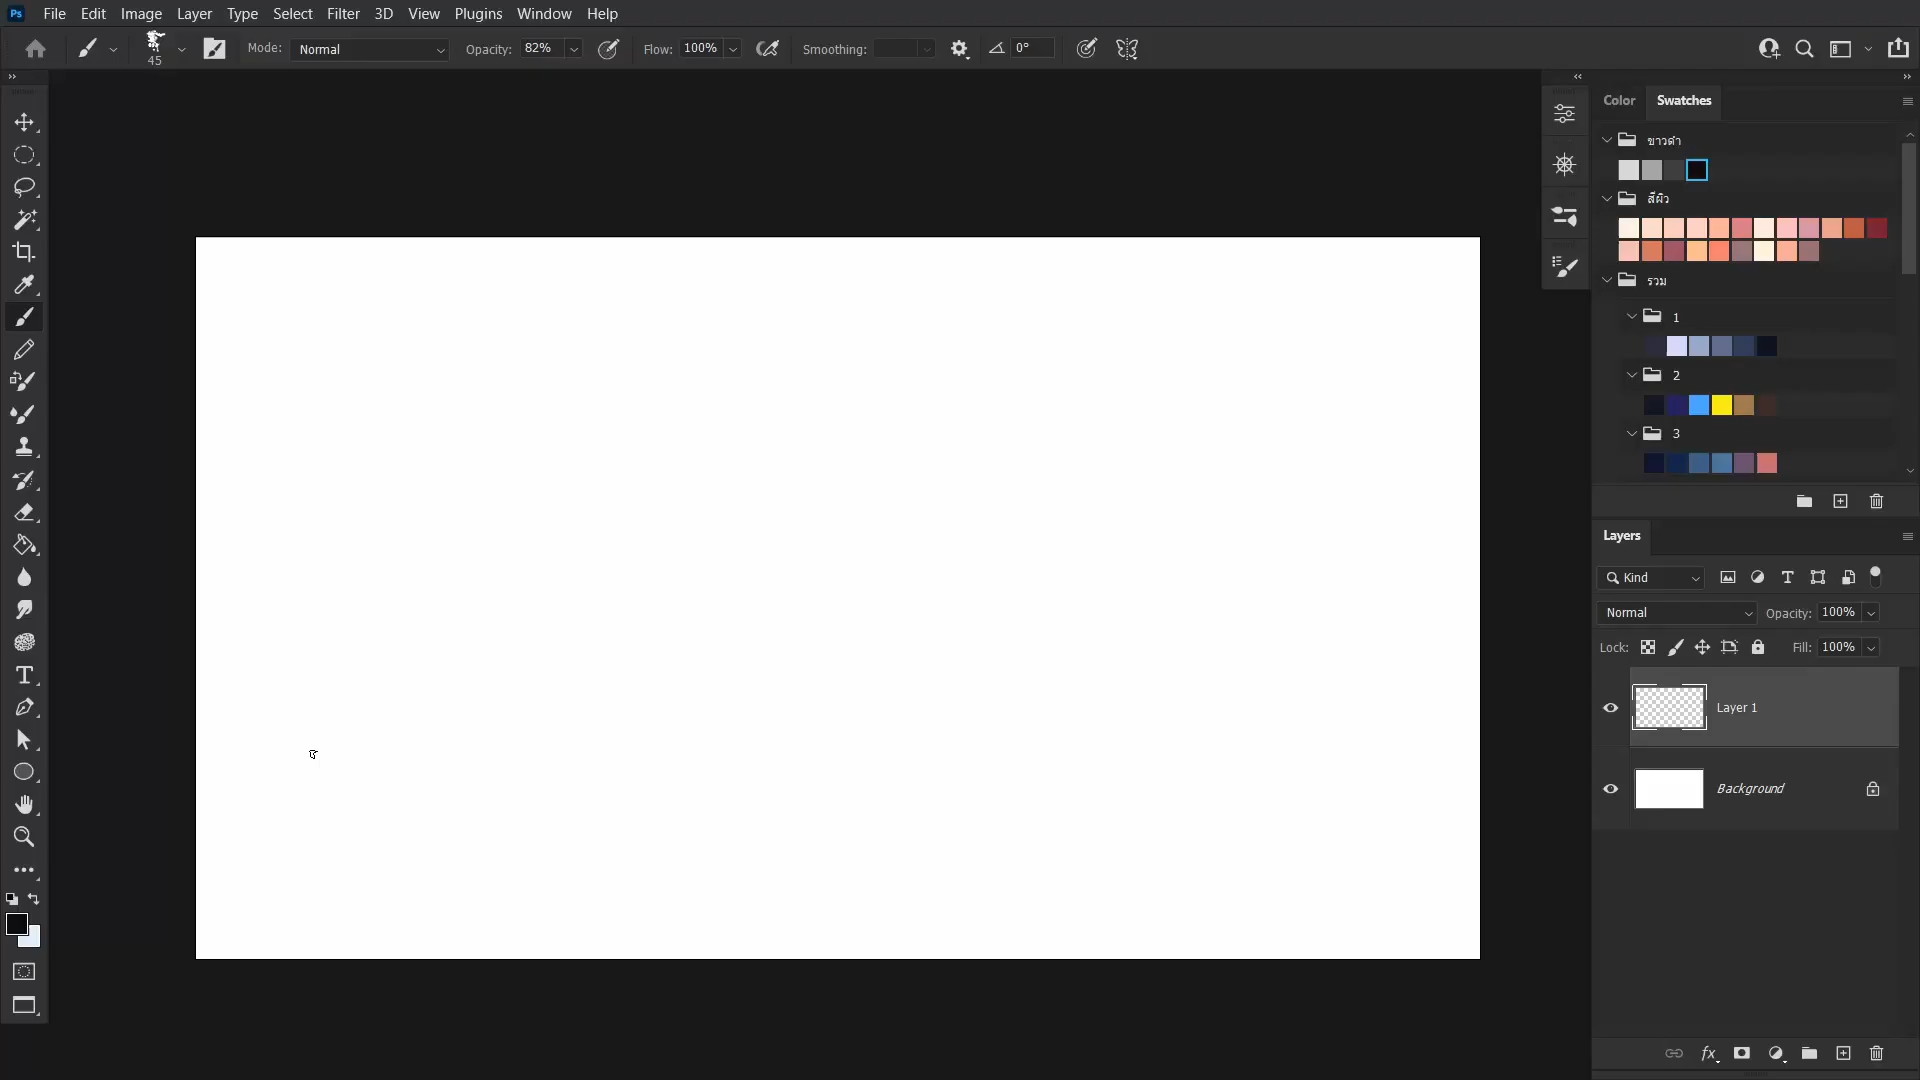 Ps File Edit Image Layer Type Select Filter 3D View Plugins Window Help
45 Mode: Normal Opacity: 82% Flow: 100% Smoothing: 0°
Color Swatches
ขาวดำ
สีผิว
รวม
1
2
3
Layers
Kind
Normal Opacity: 100%
Lock: Fill: 100%
Layer 1
Background
fx